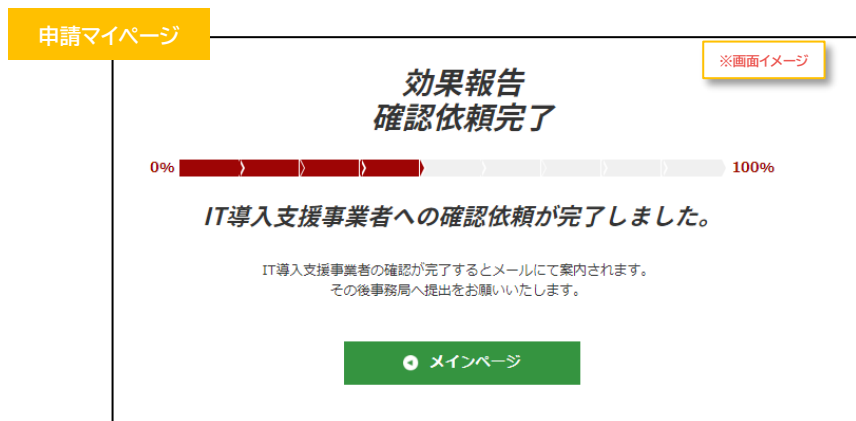 申請マイページ
※画面イメージ
効果報告
確認依頼完了
0%
100%
IT導入支援事業者への確認依頼が完了しました。
IT導入支援事業者の確認が完了するとメールにて案内されます。
その後事務局へ提出をお願いいたします。
メインページ